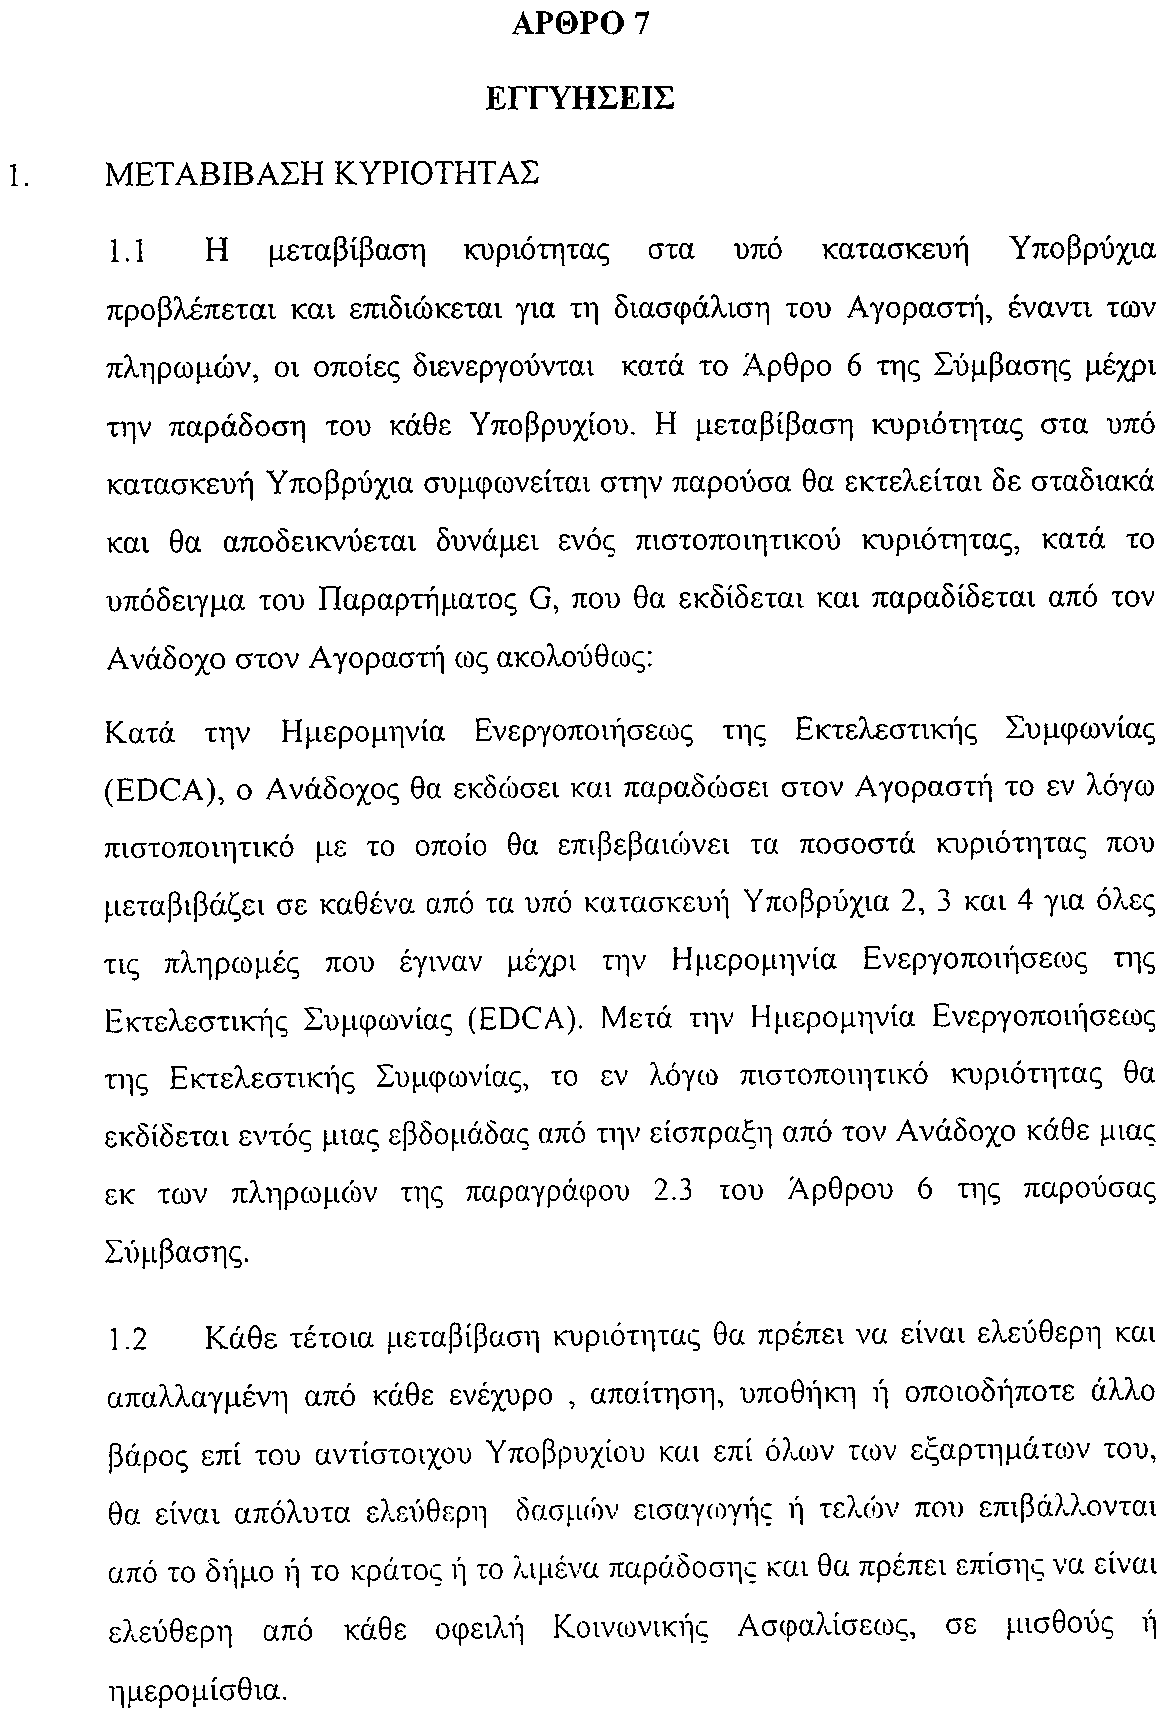 ΑΡΘΡΟ 7
ΕΓΓΥΗΣΕΙΣ
1. ΜΕΤΑΒΙΒΑΣΗ ΚΥΡΙΟΤΗΤΑΣ
1.1 Η μεταβίβαση κυριότητας στα υπό κατασκευή Υποβρύχια
προβλέπεται και επιδιώκεται για τη διασφάλιση του Αγοραστή, έναντι των
πληρωμών, οι οποίες διενεργούνται κατά το Άρθρο 6 της Σύμβασης μέχρι
την παράδοση του κάθε Υποβρυχίου. Η μεταβίβαση κυριότητας στα υπό
κατασκευή Υποβρύχια συμφωνείται στην παρούσα θα εκτελείται δε σταδιακά
και θα αποδεικνύεται δυνάμει ενός πιστοποιητικού κυριότητας, κατά το
υπόδειγμα του Παραρτήματος G, που θα εκδίδεται και παραδίδεται από τον
Ανάδοχο στον Αγοραστή ως ακολούθως:
Κατά την Ημερομηνία Ενεργοποιήσεως της Εκτελεστικής Συμφωνίας
(EDCA), ο Ανάδοχος θα εκδώσει και παραδώσει στον Αγοραστή το εν λόγω
πιστοποιητικό με το οποίο θα επιβεβαιώνει τα ποσοστά κυριότητας που
μεταβιβάζει σε καθένα από τα υπό κατασκευή Υποβρύχια 2, 3 και 4 για όλες
τις πληρωμές που έγιναν μέχρι την Ημερομηνία Ενεργοποιήσεως της
Εκτελεστικής Συμφωνίας (EDCA). Μετά την Ημερομηνία Ενεργοποιήσεως
της Εκτελεστικής Συμφωνίας, το εν λόγω πιστοποιητικό κυριότητας θα
εκδίδεται εντός μιας εβδομάδας από την είσπραξη από τον Ανάδοχο κάθε μιας
εκ των πληρωμών της παραγράφου 2.3 του Άρθρου 6 της παρούσας
Σύμβασης.
1.2 Κάθε τέτοια μεταβίβαση κυριότητας θα πρέπει να είναι ελεύθερη και
απαλλαγμένη από κάθε ενέχυρο , απαίτηση, υποθήκη ή οποιοδήποτε άλλο
βάρος επί του αντίστοιχου Υποβρυχίου και επί όλων των εξαρτημάτων του,
θα είναι απόλυτα ελεύθερη δασμών εισαγωγής ή τελών που επιβάλλονται
από το δήμο ή το κράτος ή το λιμένα παράδοσης και θα πρέπει επίσης να είναι
ελεύθερη από κάθε οφειλή Κοινωνικής Ασφαλίσεως, σε μισθούς ή
ημερομίσθια.